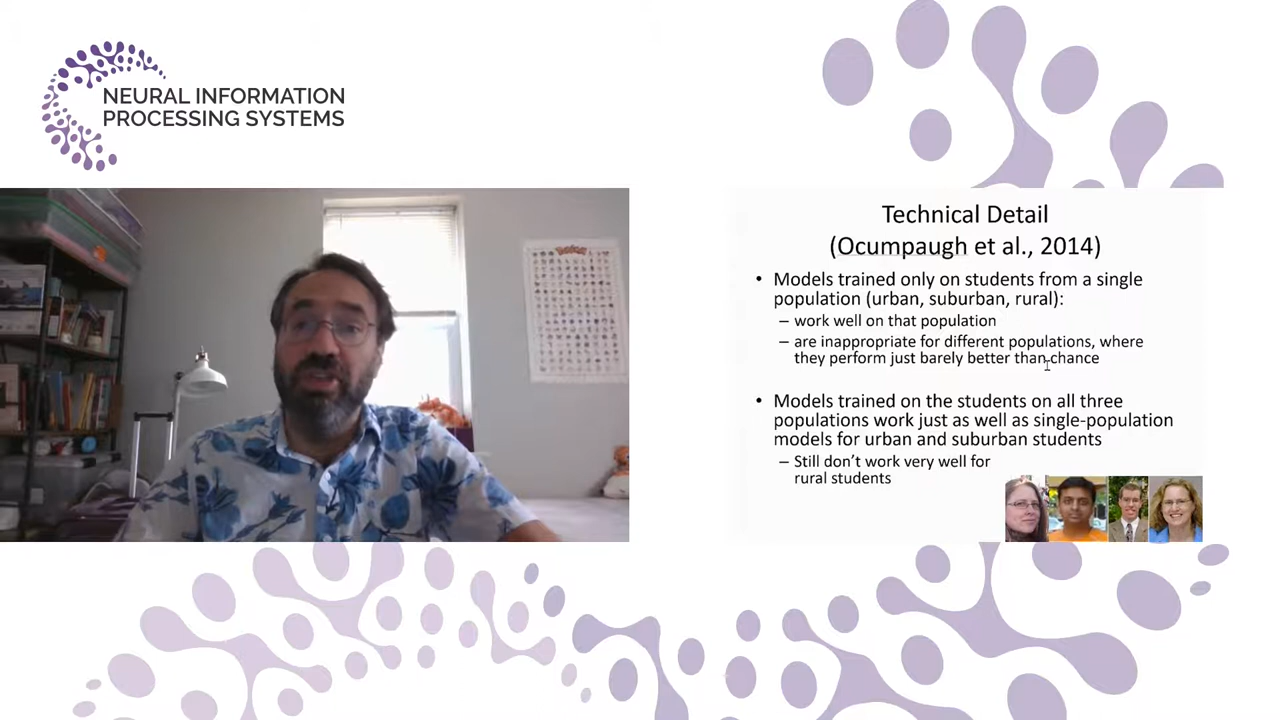 NEURAL INFORMATION
PROCESSING SYSTEMS
Technical Detail
(Ocumpaugh et al., 2014)
• Models trained only on students from a single
population (urban, suburban, rural):
– work well on that population
– are inappropriate for different populations, where
they perform just barely better than chance
• Models trained on the students on all three
populations work just as well as single-population
models for urban and suburban students
– Still don't work very well for
rural students